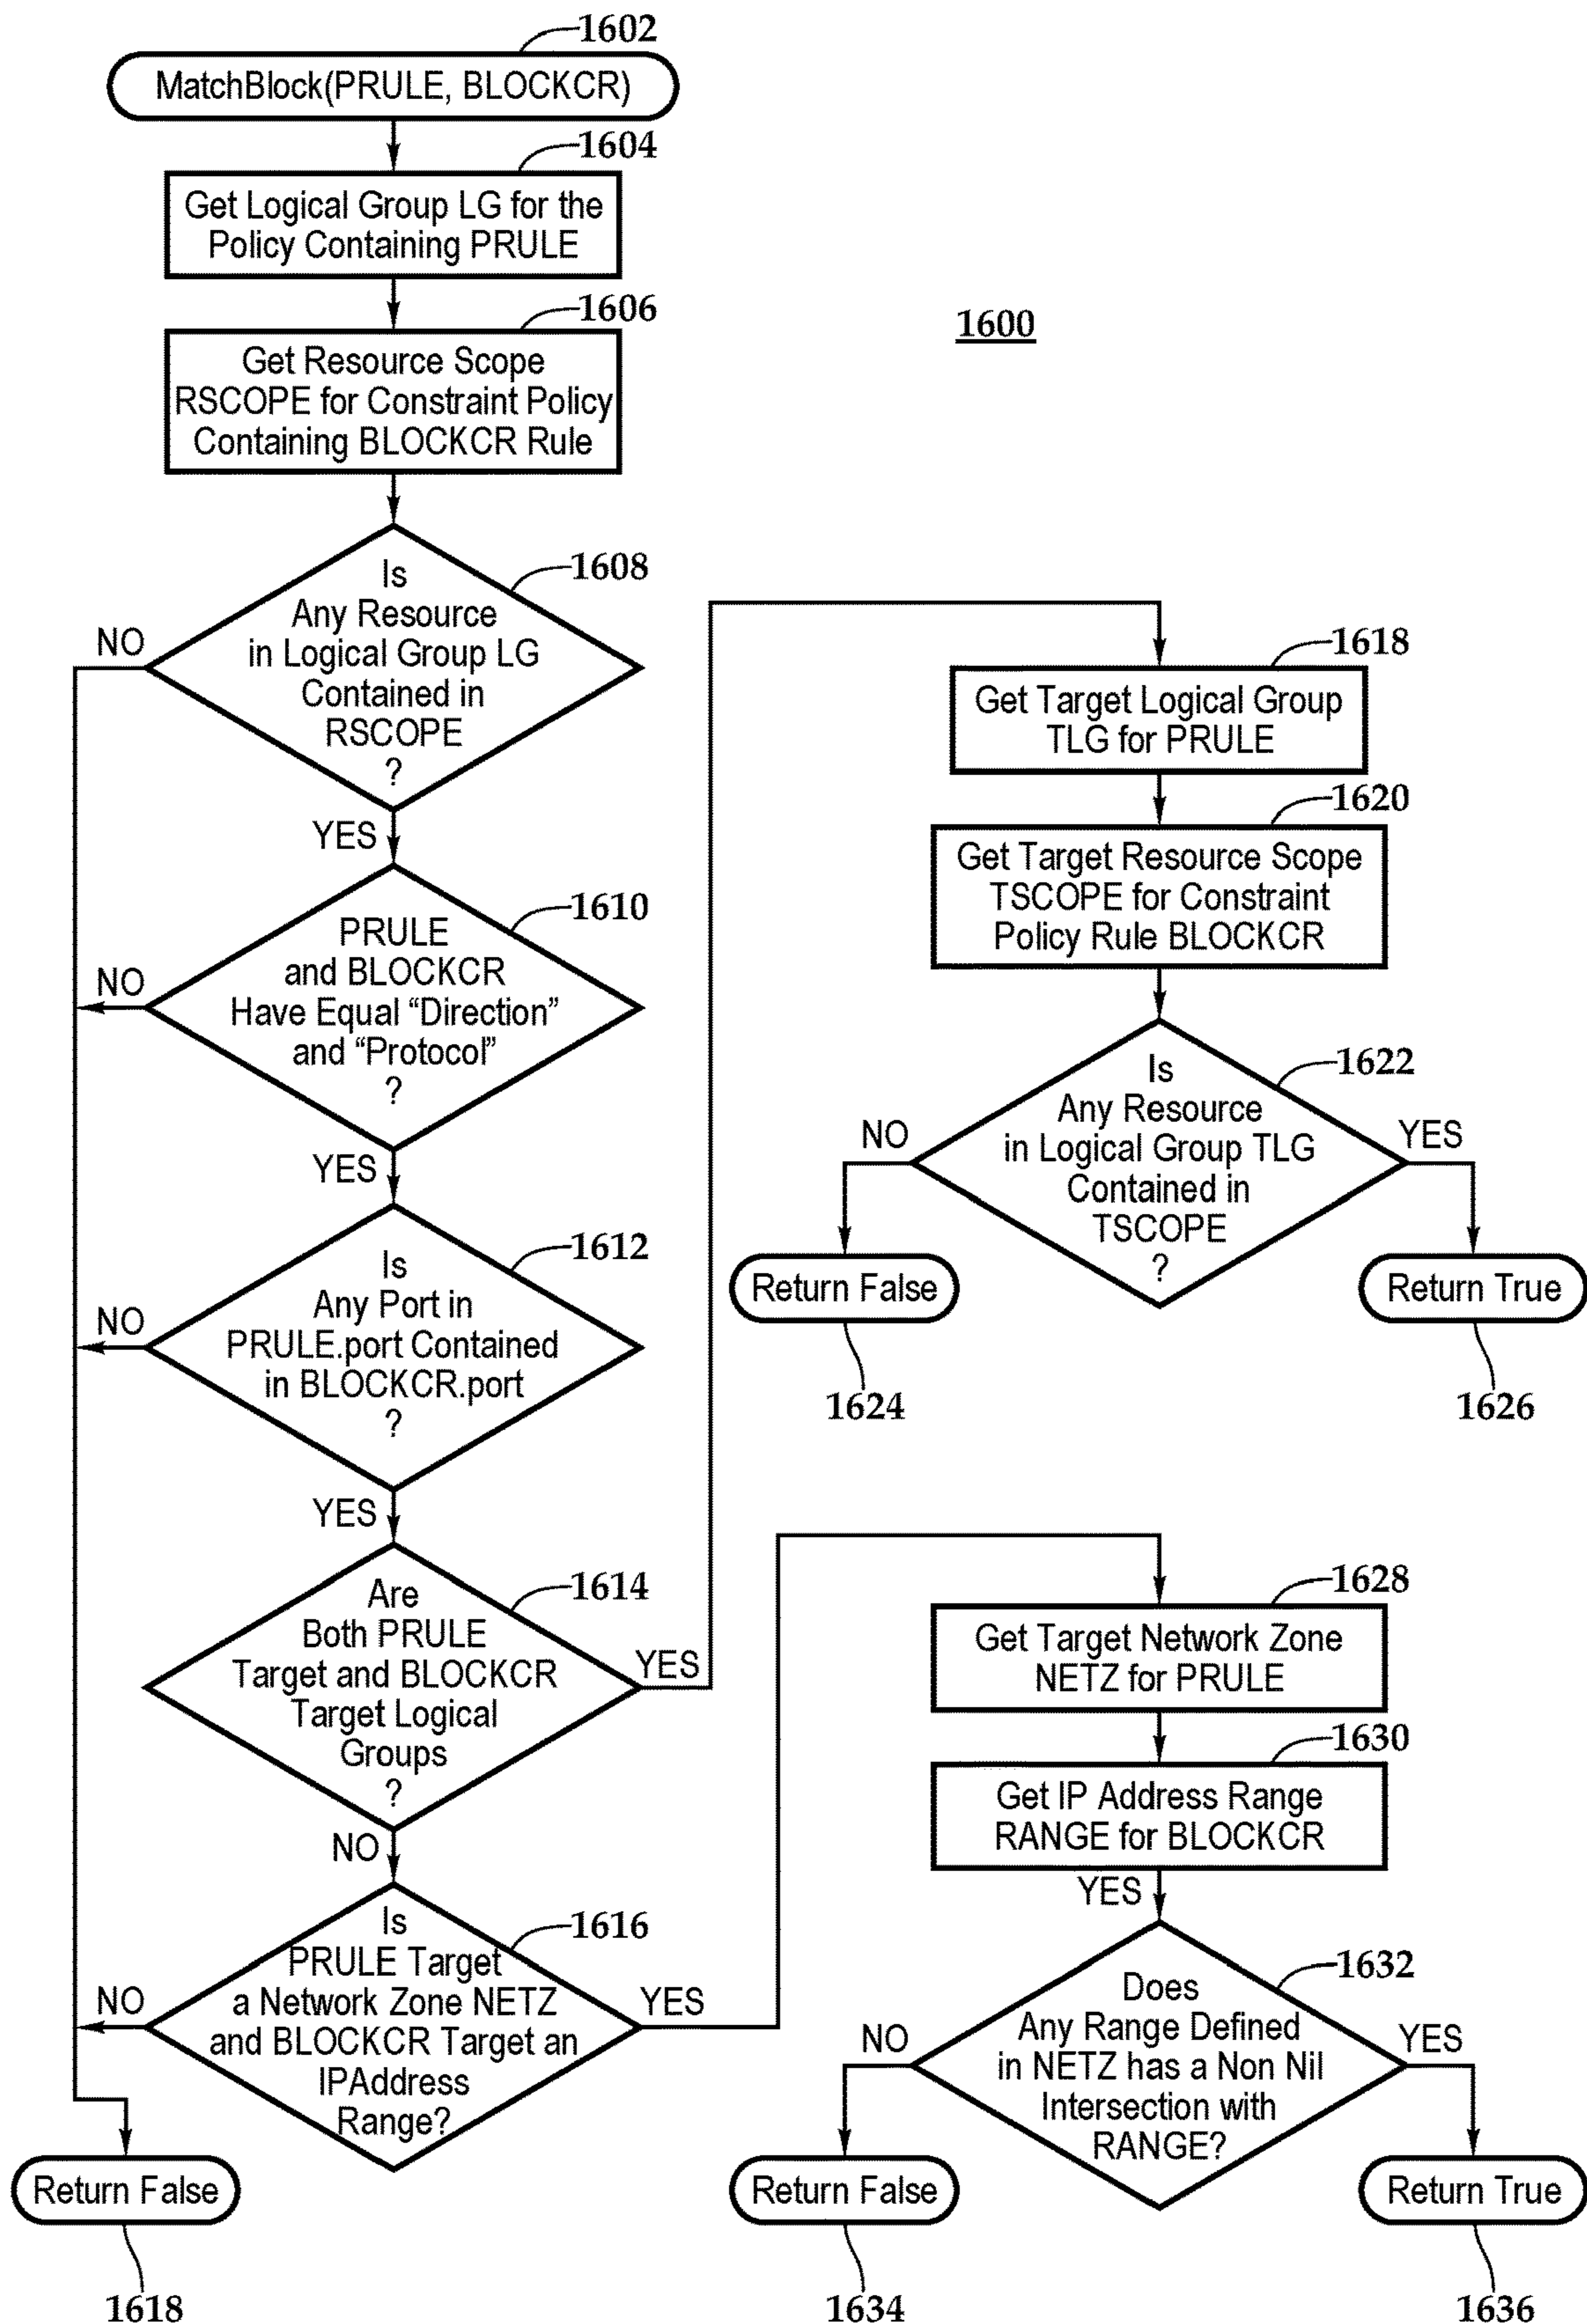 1602
MatchBlock(PRULE, BLOCKCR)
1604
Get Logical Group LG for the
Policy Containing PRULE
1606
Get Resource Scope
RSCOPE for Constraint Policy
Containing BLOCKCR Rule
1600
1608
Is
Any Resource
in Logical Group LG
Contained in
RSCOPE
?
NO
YES
1610
PRULE
and BLOCKCR
Have Equal “Direction”
and “Protocol”
?
NO
YES
1612
Is
Any Port in
PRULE.port Contained
in BLOCKCR.port
?
NO
YES
1614
Are
Both PRULE
Target and BLOCKCR
Target Logical
Groups
?
YES
NO
1616
Is
PRULE Target
a Network Zone NETZ
and BLOCKCR Target an
IPAddress
Range?
NO
YES
Return False
1618
1618
Get Target Logical Group
TLG for PRULE
1620
Get Target Resource Scope
TSCOPE for Constraint
Policy Rule BLOCKCR
1622
Is
Any Resource
in Logical Group TLG
Contained in
TSCOPE
?
NO
YES
Return False
Return True
1624
1626
1628
Get Target Network Zone
NETZ for PRULE
1630
Get IP Address Range
RANGE for BLOCKCR
YES
1632
Does
Any Range Defined
in NETZ has a Non Nil
Intersection with
RANGE?
NO
YES
Return False
Return True
1634
1636